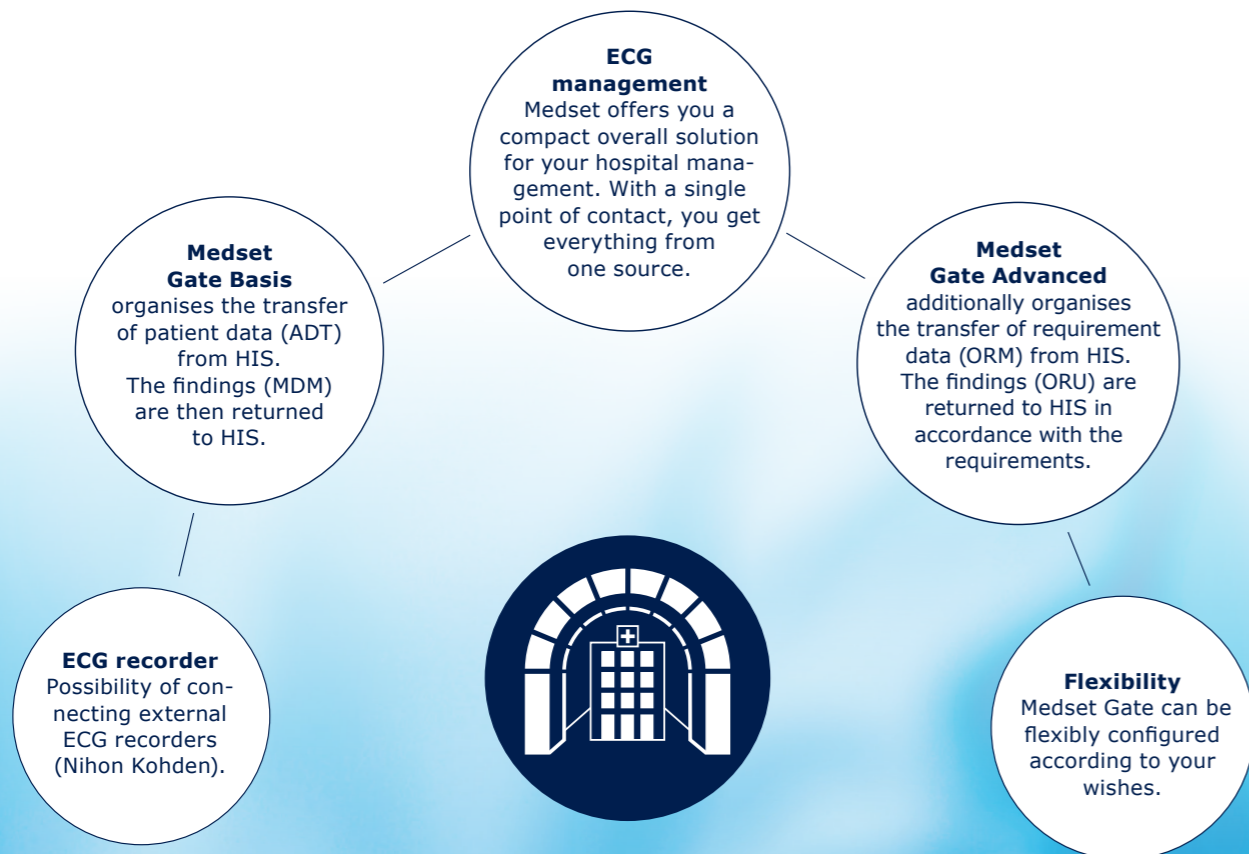 ECG
management
Medset offers you a
compact overall solution
for your hospital mana-
gement. With a single
point of contact, you get
everything from
one source.
Medset
Gate Basis
organises the transfer
of patient data (ADT)
from HIS.
The findings (MDM)
are then returned
to HIS.
Medset
Gate Advanced
additionally organises
the transfer of requirement
data (ORM) from HIS.
The findings (ORU) are
returned to HIS in
accordance with the
requirements.
ECG recorder
Possibility of con-
necting external
ECG recorders
(Nihon Kohden).
Flexibility
Medset Gate can be
flexibly configured
according to your
wishes.